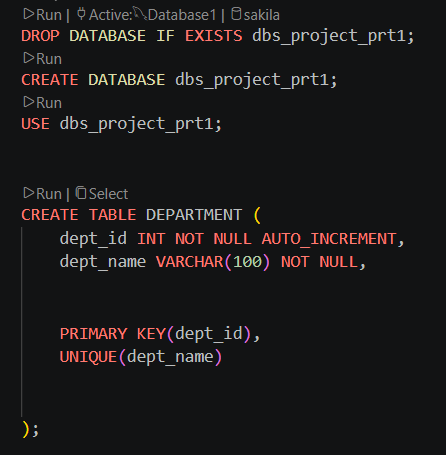 Run | Active: Database1 | sakila
DROP DATABASE IF EXISTS dbs_project_prt1;
Run
CREATE DATABASE dbs_project_prt1;
Run
USE dbs_project_prt1;
Run | Select
CREATE TABLE DEPARTMENT (
dept_id INT NOT NULL AUTO_INCREMENT,
dept_name VARCHAR(100) NOT NULL,
PRIMARY KEY(dept_id),
UNIQUE(dept_name)
);